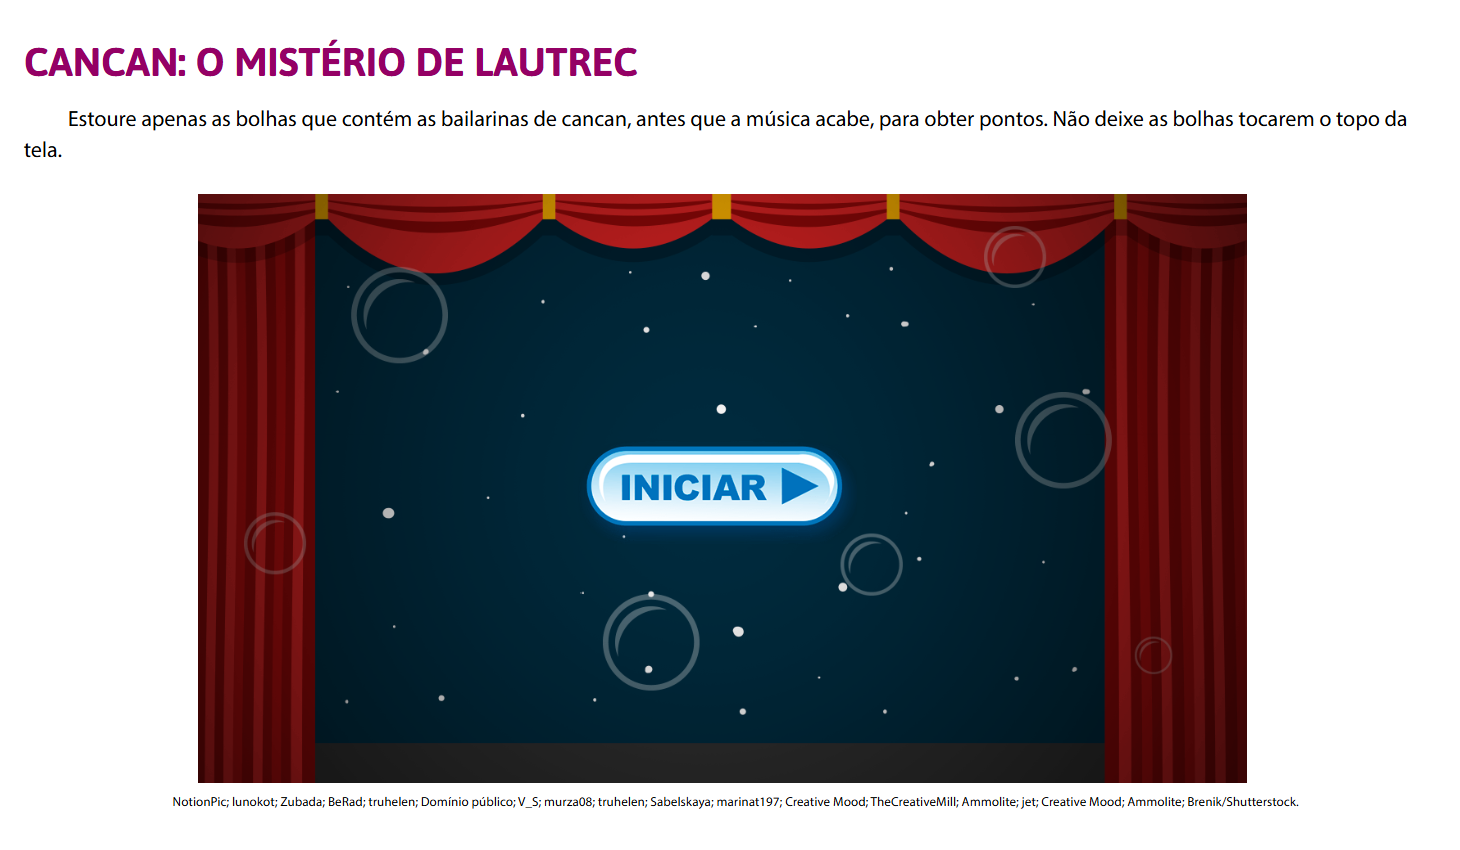 CANCAN: O MISTÉRIO DE LAUTREC
Estoure apenas as bolhas que contém as bailarinas de cancan, antes que a música acabe, para obter pontos. Não deixe as bolhas tocarem o topo da
tela.
INICIAR
NotionPic; lunokot; Zubada; BeRad; truhelen; Domínio público; V_S; murza08; truhelen; Sabelskaya; marinat197; Creative Mood; TheCreativeMill; Ammolite; jet; Creative Mood; Ammolite; Brenik/Shutterstock.